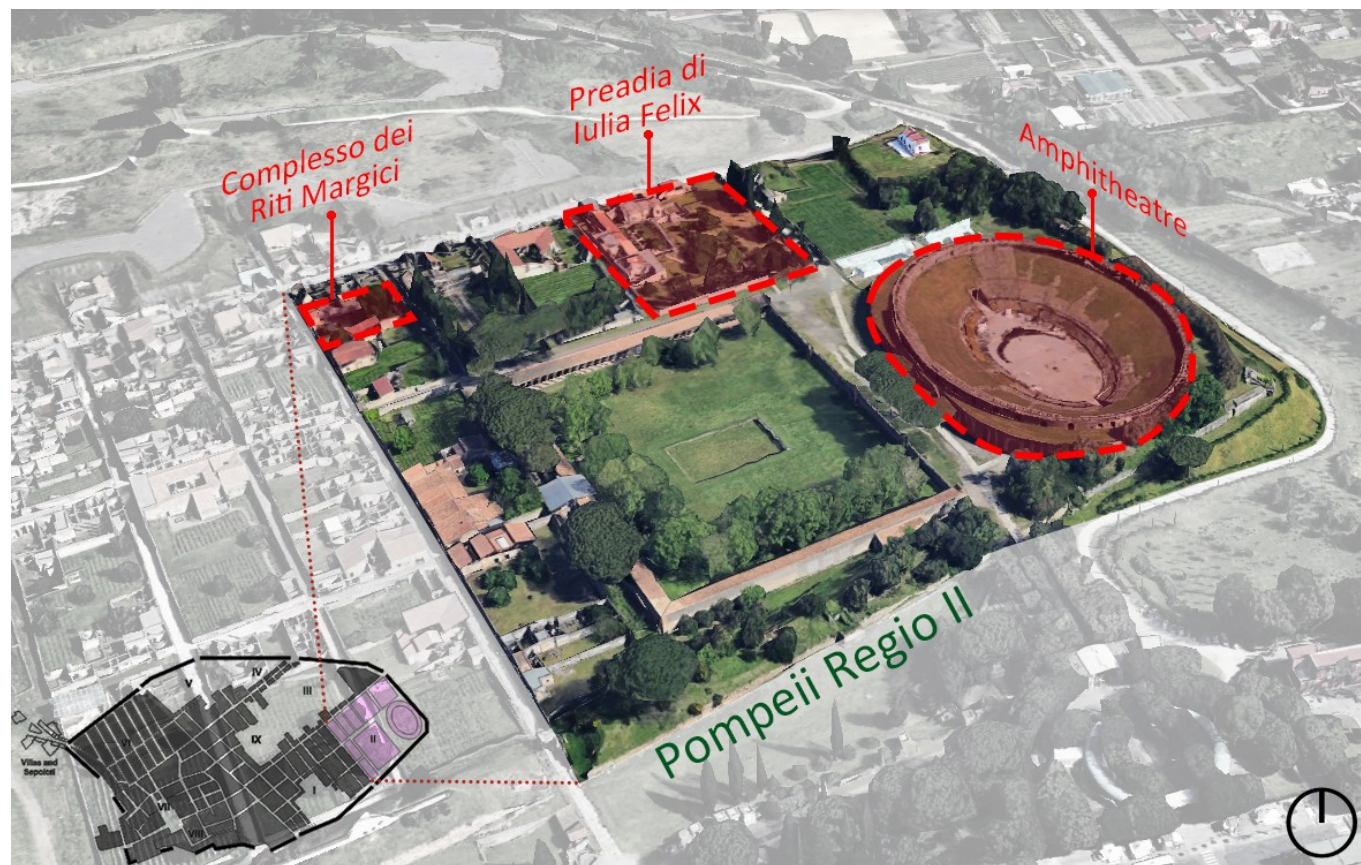 Preadia di
Iulia Felix
Complesso dei
Riti Margici
Amphitheatre
Pompeii Regio II
IV
V
III
VI
IX
II
I
VII
VIII
Villas and
Sepolcri